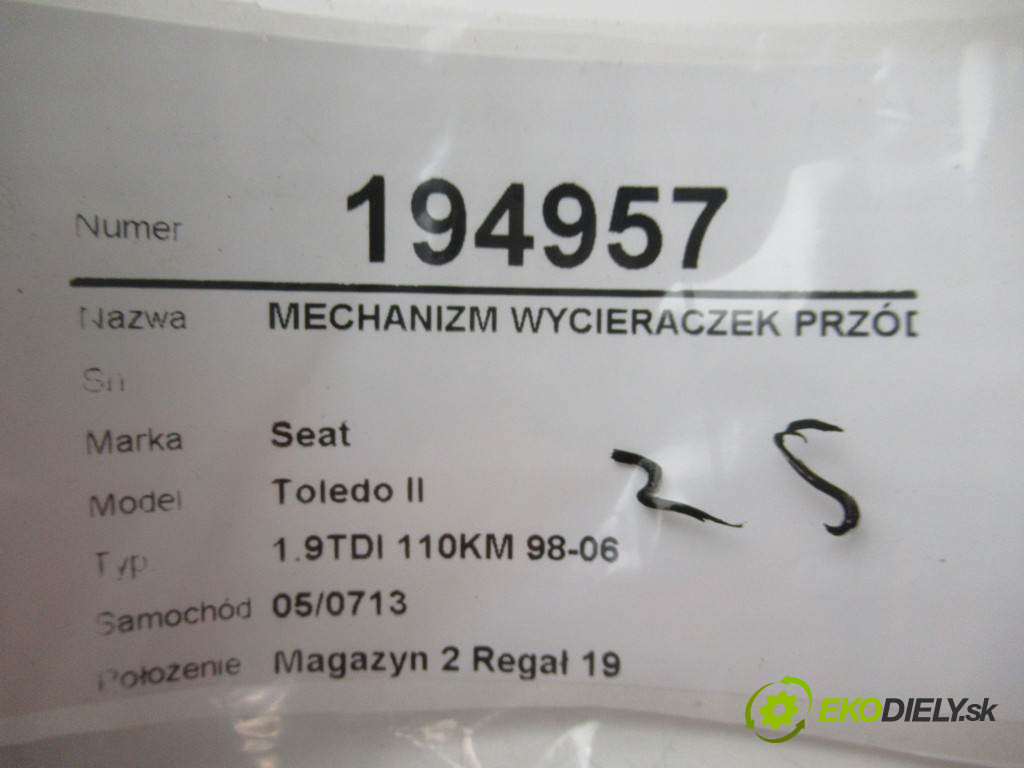 Numer 194957
Nazwa MECHANIZM WYCIERACZEK PRZÓD
Sn
Marka Seat
Model Toledo II
Typ 1.9TDI 110KM 98-06
Samochód 05/0713
Położenie Magazyn 2 Regał 19
25
EKODIELY.sk